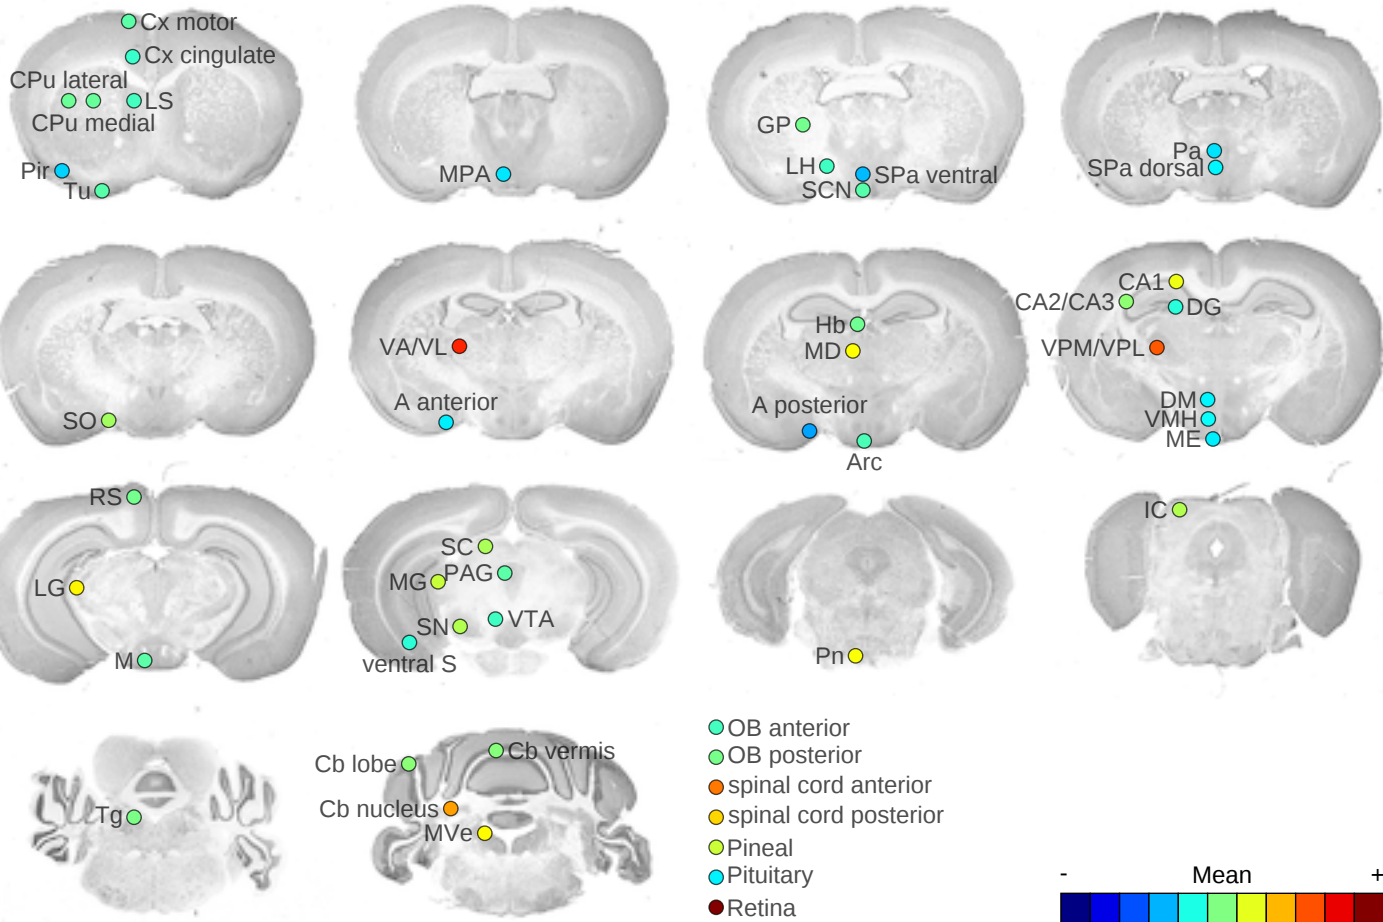 Cx motor
Cx cingulate
CPu lateral
LS
CPu medial
Pir
Tu
MPA
GP
LH
SPa ventral
SCN
Pa
SPa dorsal
SO
VA/VL
A anterior
Hb
MD
A posterior
Arc
CA1
CA2/CA3
DG
VPM/VPL
DM
VMH
ME
RS
LG
M
SC
PAG
MG
SN
VTA
ventral S
Pn
IC
Tg
Cb vermis
Cb lobe
Cb nucleus
MVe
OB anterior
OB posterior
spinal cord anterior
spinal cord posterior
Pineal
Pituitary
Retina
- Mean +